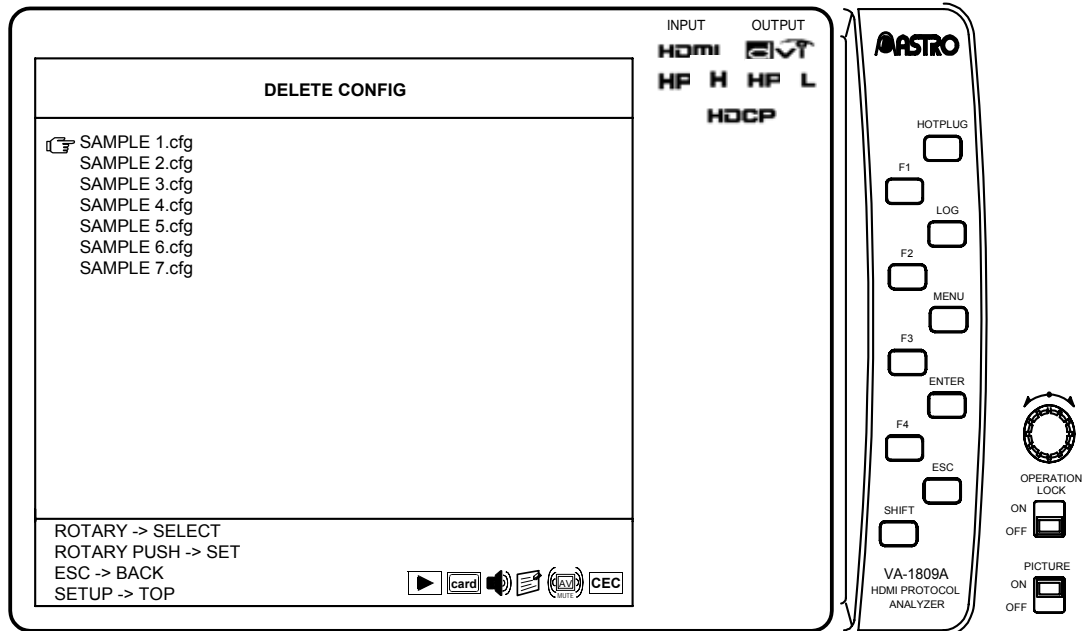 INPUT OUTPUT
HDMI DVI
HP H HP L
HDCP
DELETE CONFIG
SAMPLE 1.cfg
SAMPLE 2.cfg
SAMPLE 3.cfg
SAMPLE 4.cfg
SAMPLE 5.cfg
SAMPLE 6.cfg
SAMPLE 7.cfg
ROTARY -> SELECT
ROTARY PUSH -> SET
ESC -> BACK
SETUP -> TOP
card
AV
MUTE
CEC
ASTRO
HOTPLUG
F1
LOG
F2
MENU
F3
ENTER
F4
ESC
SHIFT
VA-1809A
HDMI PROTOCOL
ANALYZER
OPERATION
LOCK
ON
OFF
PICTURE
ON
OFF